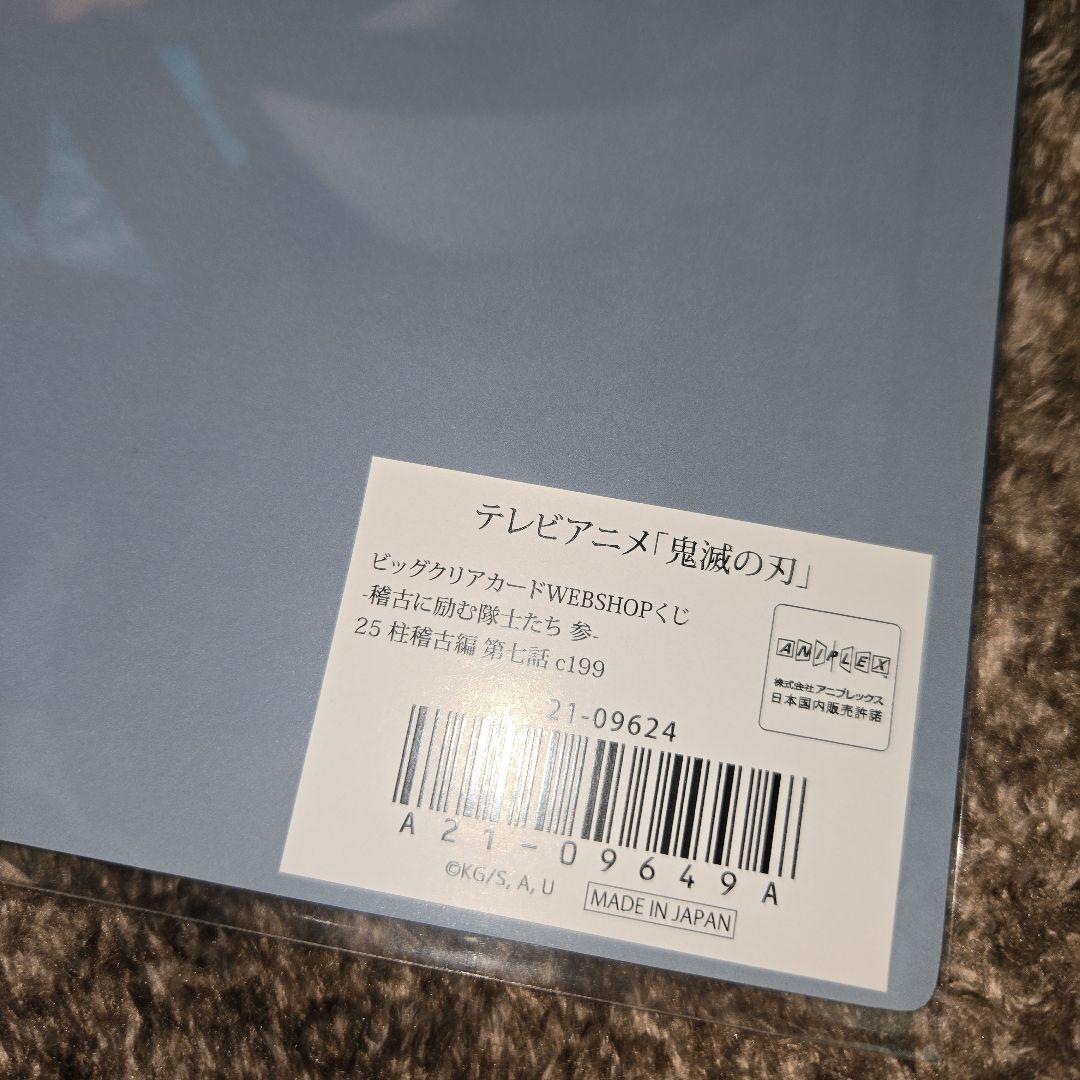 テレビアニメ「鬼滅の刃」
ビッグクリアカードWEBSHOPくじ
-稽古に励む隊士たち 参-
25 柱稽古編 第七話 c199
ANIPLEX
株式会社 アニプレックス
日本国内販売許諾
21-09624
A21-09649A
©KG/S, A, U
MADE IN JAPAN